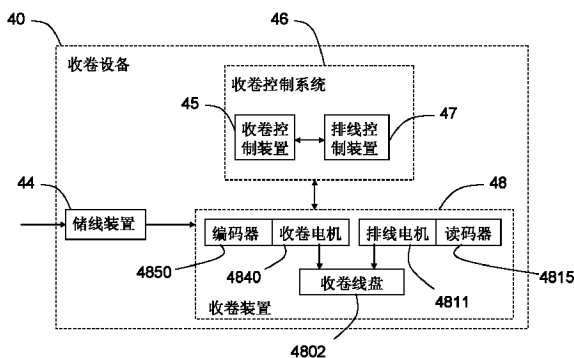 40
收卷设备
46
收卷控制系统
45
收卷控
制装置
排线控
制装置
47
44
储线装置
48
编码器
收卷电机
排线电机
读码器
4850
4840
收卷线盘
4811
4815
收卷装置
4802